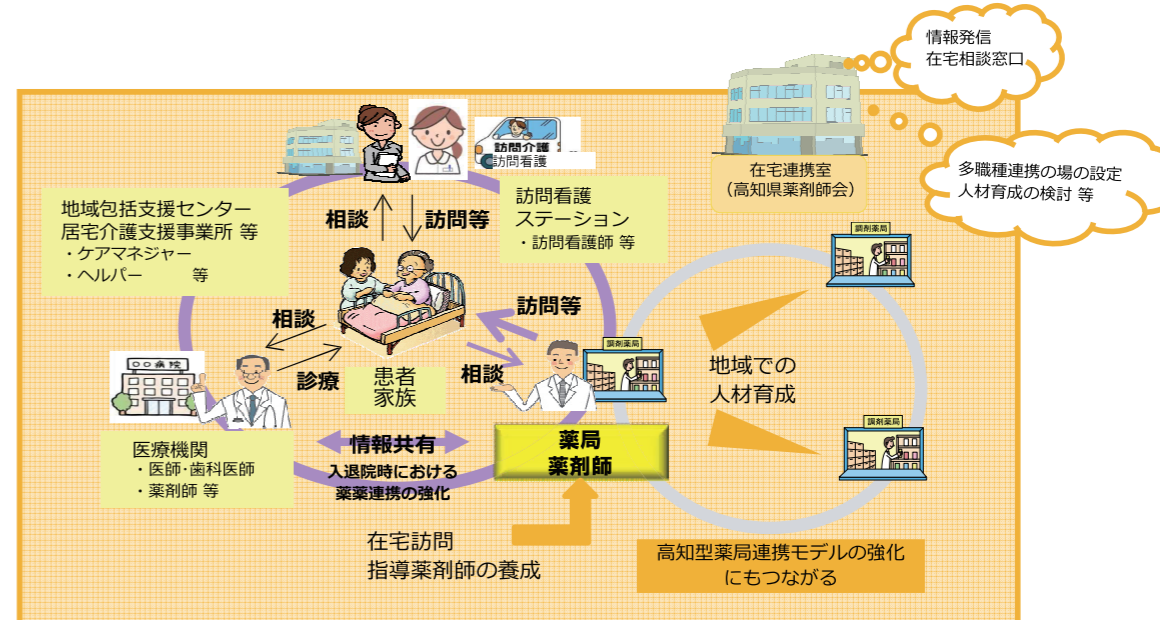 情報発信
在宅相談窓口
多職種連携の場の設定
人材育成の検討 等
在宅連携室
(高知県薬剤師会)
訪問介護
訪問看護
地域包括支援センター
居宅介護支援事業所 等
・ケアマネジャー
・ヘルパー 等
相談
訪問等
訪問看護
ステーション
・訪問看護師 等
調剤薬局
相談
訪問等
診療
患者
家族
相談
調剤薬局
地域での
人材育成
調剤薬局
○○病院
医療機関
・医師・歯科医師
・薬剤師 等
情報共有
入退院時における
薬薬連携の強化
薬局
薬剤師
在宅訪問
指導薬剤師の養成
高知型薬局連携モデルの強化
にもつながる